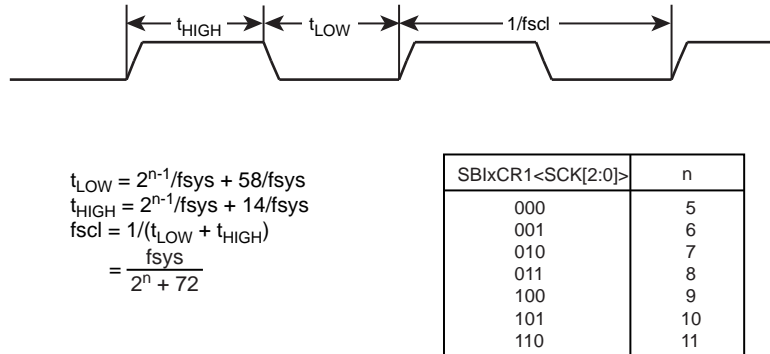 tHIGH tLOW 1/fscl
tLOW = 2n-1/fsys + 58/fsys
tHIGH = 2n-1/fsys + 14/fsys
fscl = 1/(tLOW + tHIGH)
= fsys
2n + 72
SBIxCR1<SCK[2:0]> n
000 5
001 6
010 7
011 8
100 9
101 10
110 11